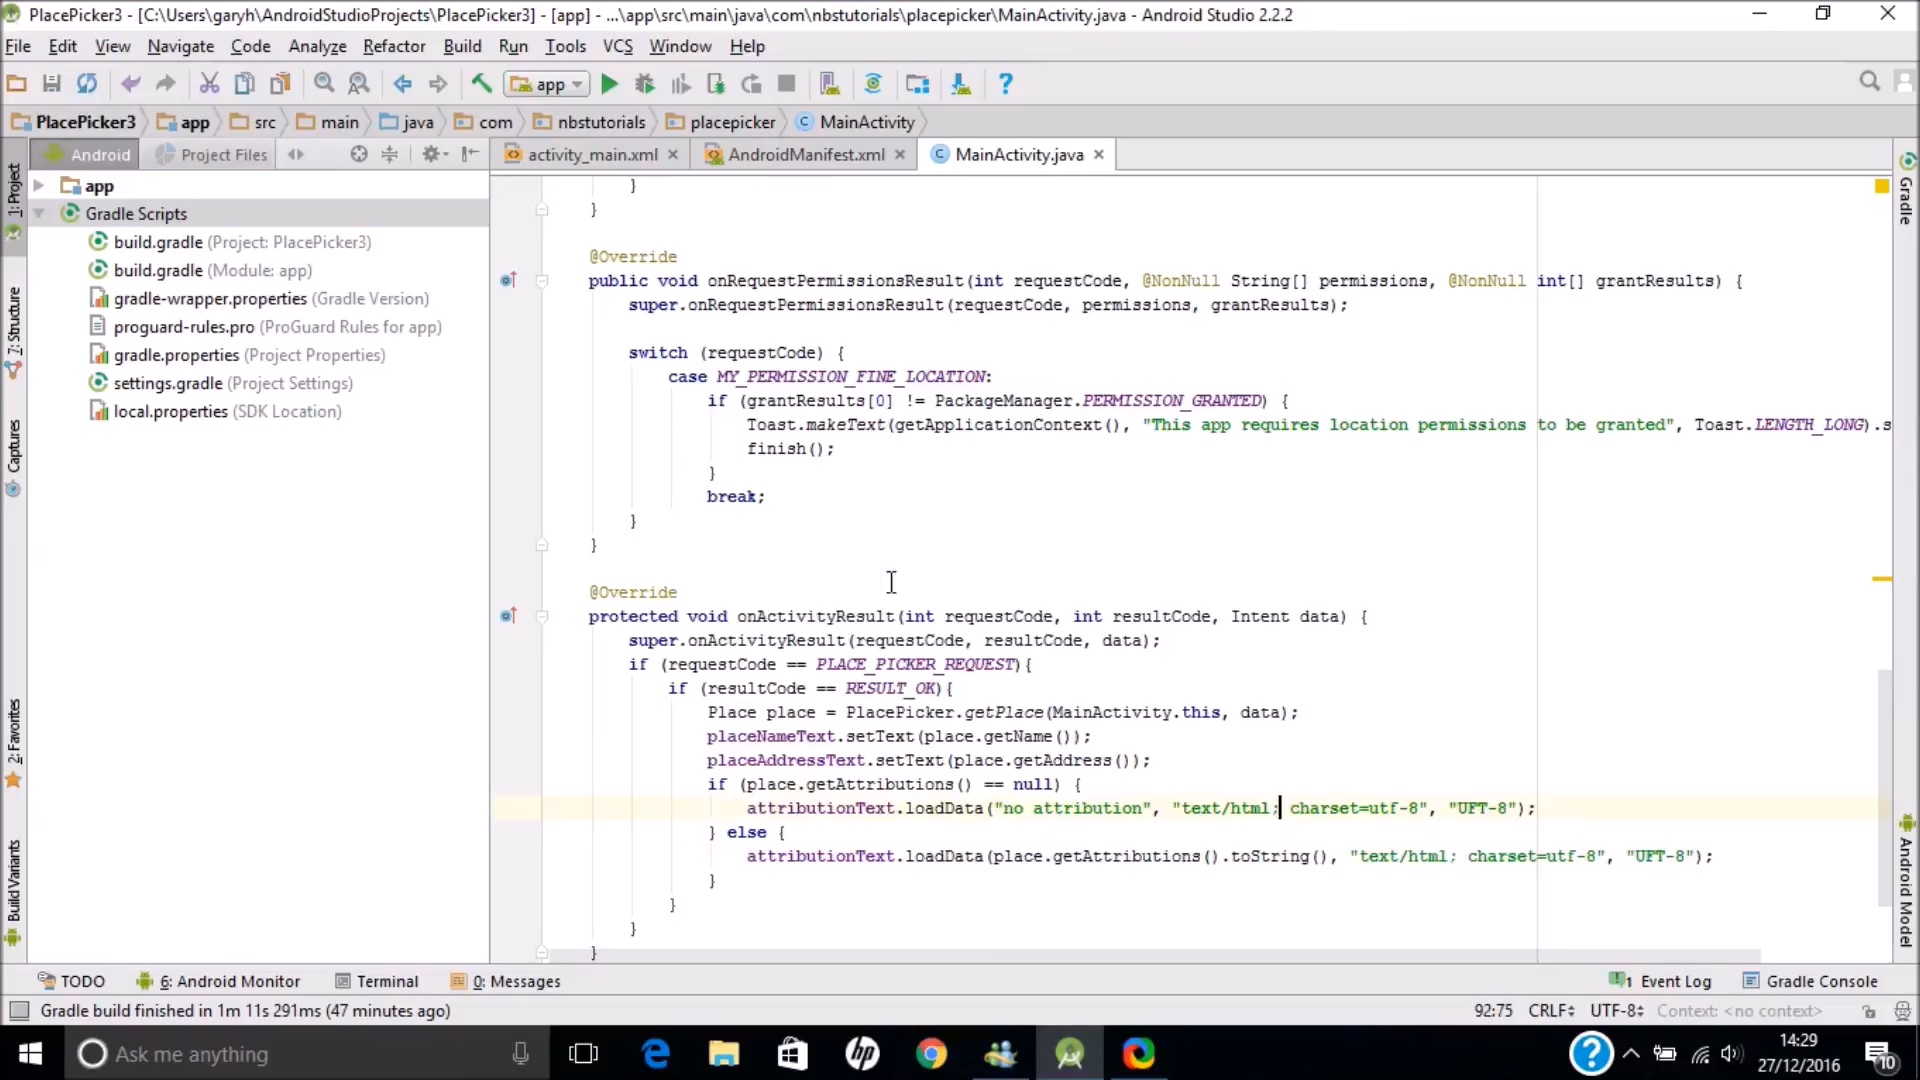 PlacePicker3 - [C:\Users\garyh\AndroidStudioProjects\PlacePicker3] - [app] - ...\app\src\main\java\com\nbstutorials\placepicker\MainActivity.java - Android Studio 2.2.2
File Edit View Navigate Code Analyze Refactor Build Run Tools VCS Window Help
app
PlacePicker3 app src main java com nbstutorials placepicker MainActivity
Android Project Files activity_main.xml AndroidManifest.xml MainActivity.java
1: Project
7: Structure
Captures
2: Favorites
Build Variants
app
Gradle Scripts
build.gradle (Project: PlacePicker3)
build.gradle (Module: app)
gradle-wrapper.properties (Gradle Version)
proguard-rules.pro (ProGuard Rules for app)
gradle.properties (Project Properties)
settings.gradle (Project Settings)
local.properties (SDK Location)
}
}
@Override
public void onRequestPermissionsResult(int requestCode, @NonNull String[] permissions, @NonNull int[] grantResults) {
super.onRequestPermissionsResult(requestCode, permissions, grantResults);
switch (requestCode) {
case MY_PERMISSION_FINE_LOCATION:
if (grantResults[0] != PackageManager.PERMISSION_GRANTED) {
Toast.makeText(getApplicationContext(), "This app requires location permissions to be granted", Toast.LENGTH_LONG).s
finish();
}
break;
}
}
@Override
protected void onActivityResult(int requestCode, int resultCode, Intent data) {
super.onActivityResult(requestCode, resultCode, data);
if (requestCode == PLACE_PICKER_REQUEST){
if (resultCode == RESULT_OK){
Place place = PlacePicker.getPlace(MainActivity.this, data);
placeNameText.setText(place.getName());
placeAddressText.setText(place.getAddress());
if (place.getAttributions() == null) {
attributionText.loadData("no attribution", "text/html; charset=utf-8", "UFT-8");
} else {
attributionText.loadData(place.getAttributions().toString(), "text/html; charset=utf-8", "UFT-8");
}
}
}
}
Gradle
Android Model
TODO 6: Android Monitor Terminal 0: Messages 1 Event Log Gradle Console
Gradle build finished in 1m 11s 291ms (47 minutes ago) 92:75 CRLF UTF-8 Context: <no context>
Ask me anything
hp
14:29
27/12/2016
10